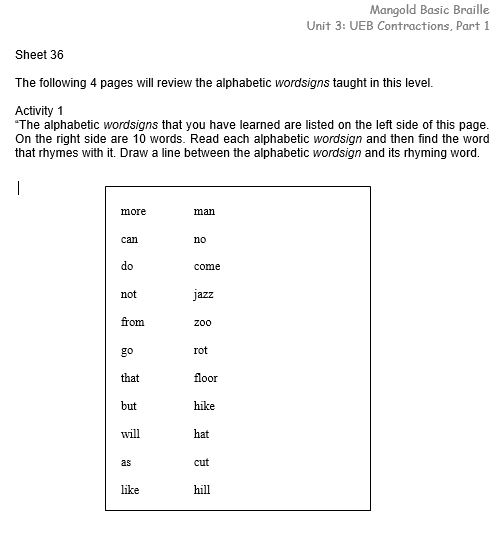 Mangold Basic Braille
Unit 3: UEB Contractions, Part 1
Sheet 36
The following 4 pages will review the alphabetic wordsigns taught in this level.
Activity 1
“The alphabetic wordsigns that you have learned are listed on the left side of this page.
On the right side are 10 words. Read each alphabetic wordsign and then find the word
that rhymes with it. Draw a line between the alphabetic wordsign and its rhyming word.
more man
can no
do come
not jazz
from zoo
go rot
that floor
but hike
will hat
as cut
like hill